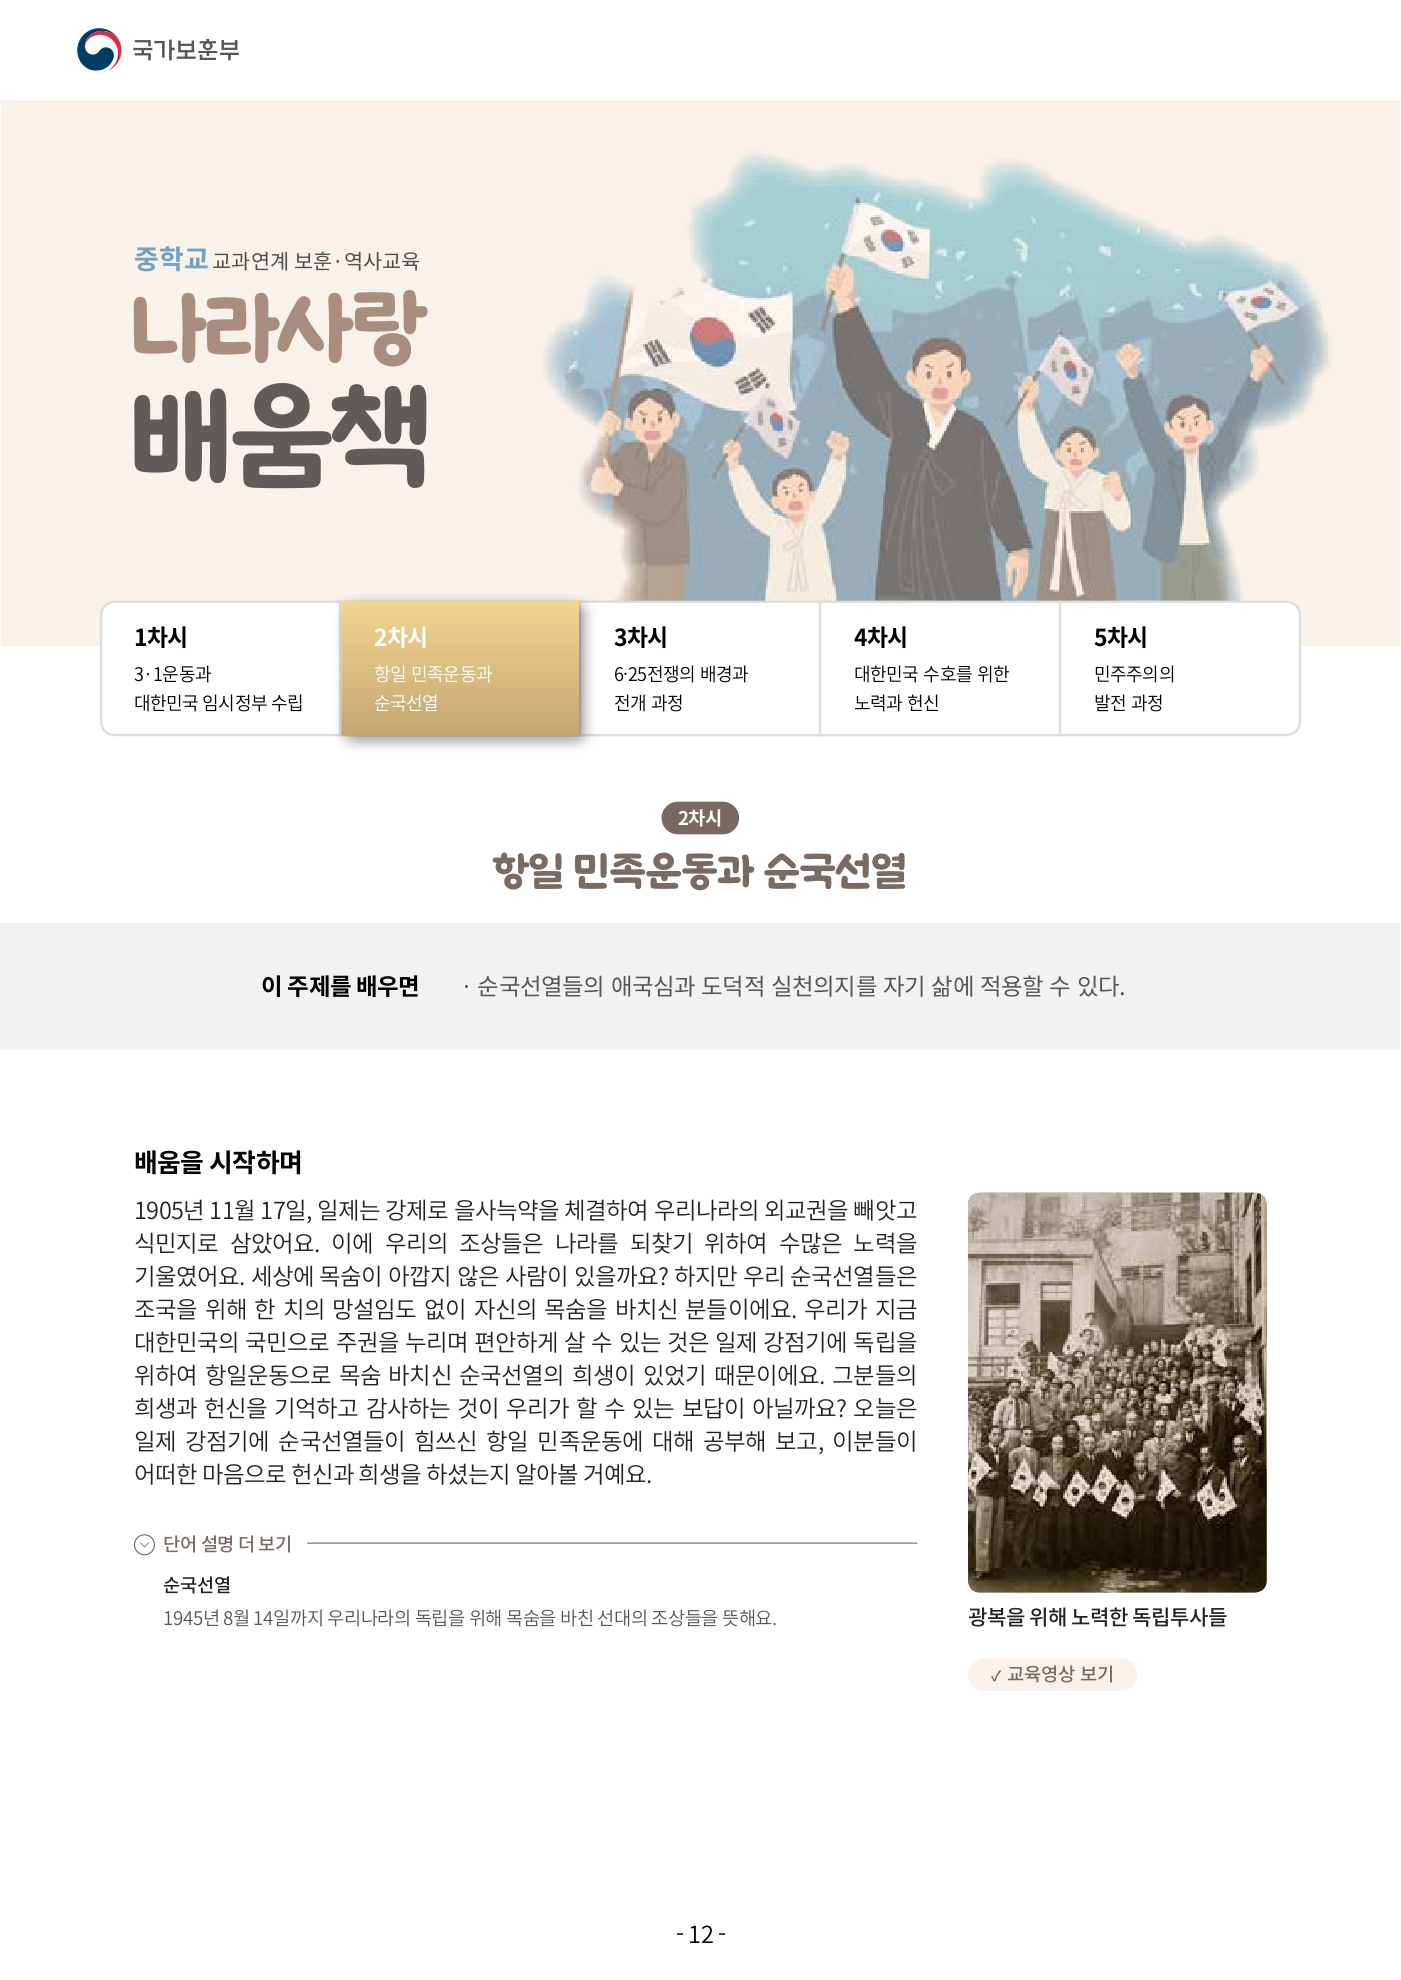 국가보훈부
중학교 교과연계 보훈·역사교육
나라사랑
배움책
1차시
3·1운동과
대한민국 임시정부 수립
2차시
항일 민족운동과
순국선열
3차시
6·25전쟁의 배경과
전개 과정
4차시
대한민국 수호를 위한
노력과 헌신
5차시
민주주의의
발전 과정
2차시
항일 민족운동과 순국선열
이 주제를 배우면
· 순국선열들의 애국심과 도덕적 실천의지를 자기 삶에 적용할 수 있다.
배움을 시작하며
1905년 11월 17일, 일제는 강제로 을사늑약을 체결하여 우리나라의 외교권을 빼앗고
식민지로 삼았어요. 이에 우리의 조상들은 나라를 되찾기 위하여 수많은 노력을
기울였어요. 세상에 목숨이 아깝지 않은 사람이 있을까요? 하지만 우리 순국선열들은
조국을 위해 한 치의 망설임도 없이 자신의 목숨을 바치신 분들이에요. 우리가 지금
대한민국의 국민으로 주권을 누리며 편안하게 살 수 있는 것은 일제 강점기에 독립을
위하여 항일운동으로 목숨 바치신 순국선열의 희생이 있었기 때문이에요. 그분들의
희생과 헌신을 기억하고 감사하는 것이 우리가 할 수 있는 보답이 아닐까요? 오늘은
일제 강점기에 순국선열들이 힘쓰신 항일 민족운동에 대해 공부해 보고, 이분들이
어떠한 마음으로 헌신과 희생을 하셨는지 알아볼 거예요.
단어 설명 더 보기
순국선열
1945년 8월 14일까지 우리나라의 독립을 위해 목숨을 바친 선대의 조상들을 뜻해요.
광복을 위해 노력한 독립투사들
✓ 교육영상 보기
- 12 -